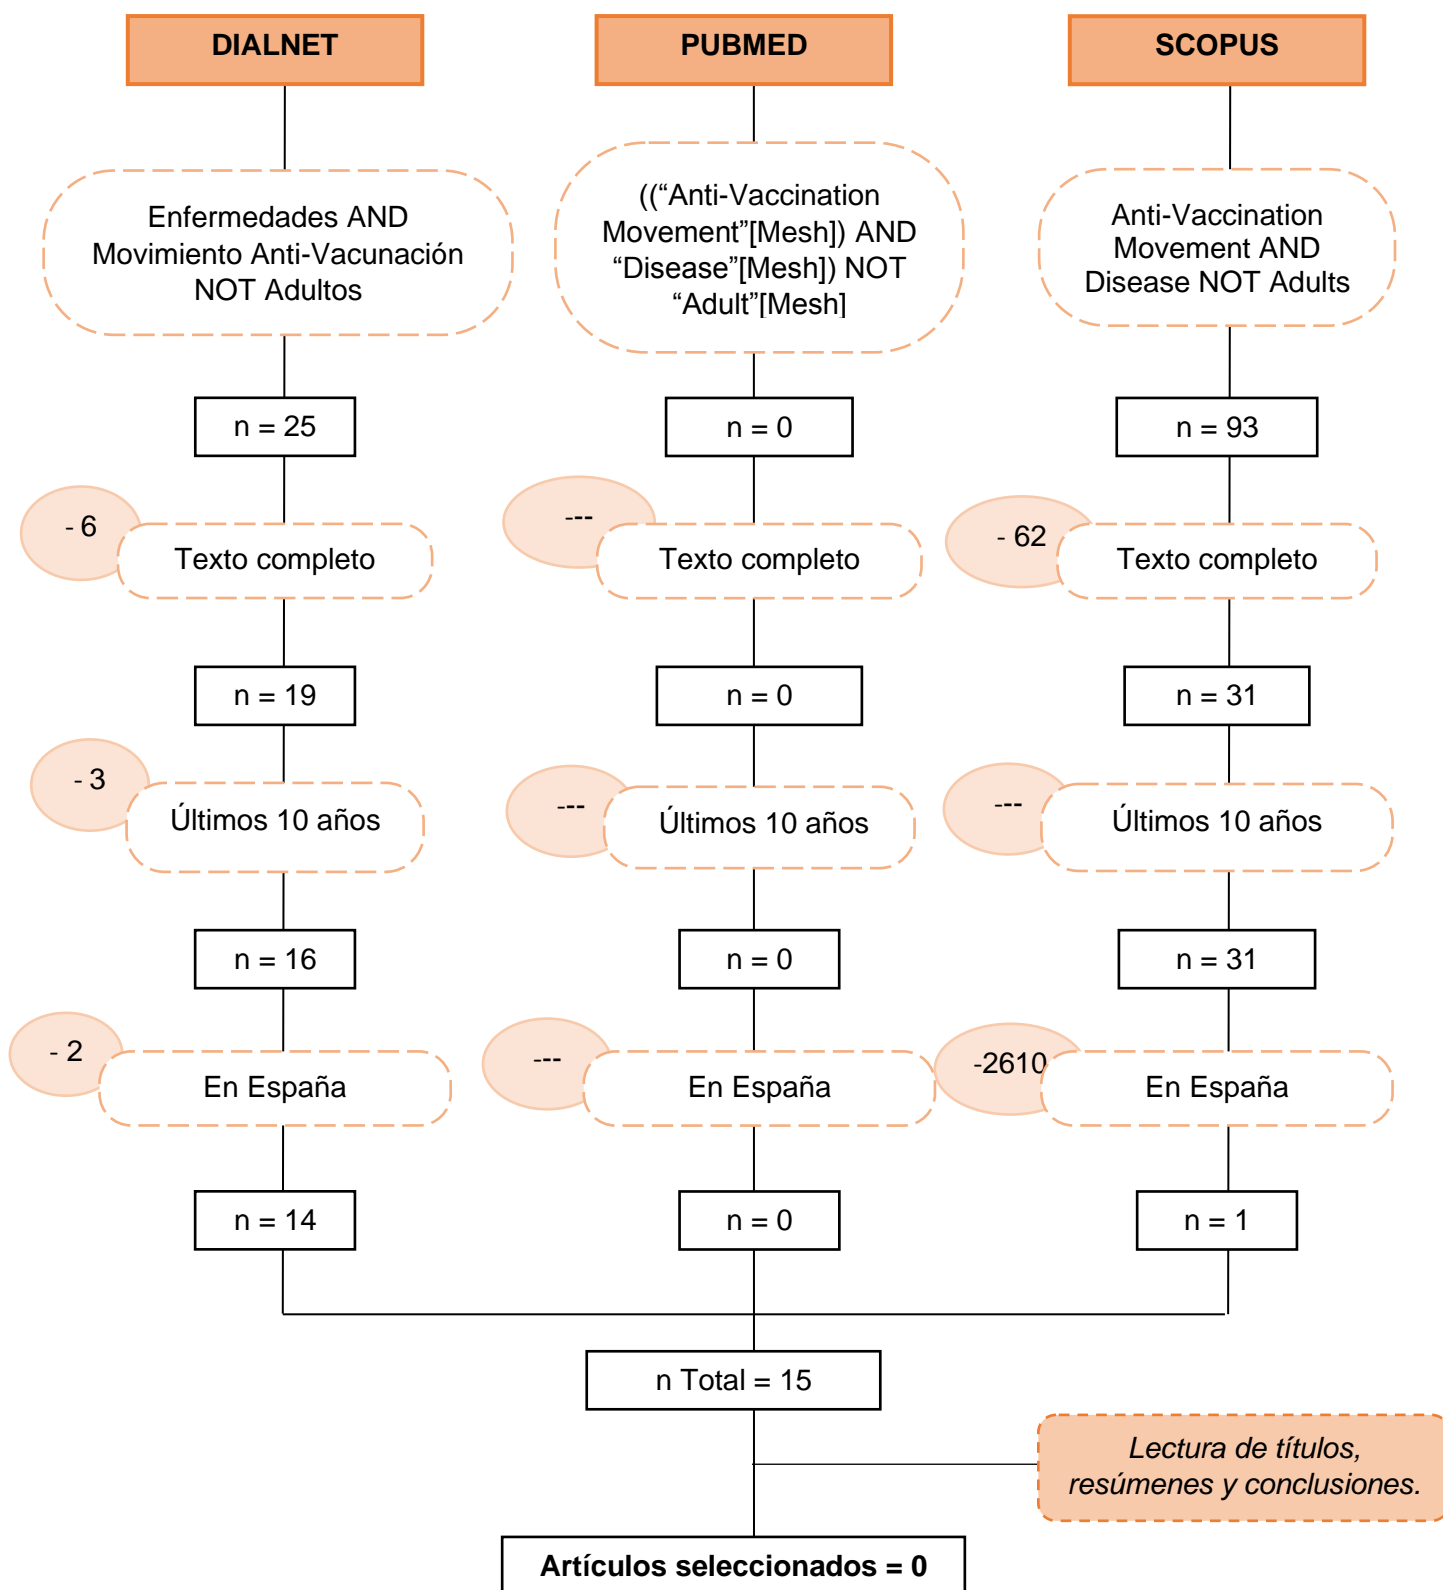 DIALNET
PUBMED
SCOPUS
Enfermedades AND
Movimiento Anti-Vacunación
NOT Adultos
((“Anti-Vaccination
Movement”[Mesh]) AND
“Disease”[Mesh]) NOT
“Adult”[Mesh]
Anti-Vaccination
Movement AND
Disease NOT Adults
n = 25
n = 0
n = 93
- 6
Texto completo
---
Texto completo
- 62
Texto completo
n = 19
n = 0
n = 31
- 3
Últimos 10 años
---
Últimos 10 años
---
Últimos 10 años
n = 16
n = 0
n = 31
- 2
En España
---
En España
-2610
En España
n = 14
n = 0
n = 1
n Total = 15
Lectura de títulos,
resúmenes y conclusiones.
Artículos seleccionados = 0